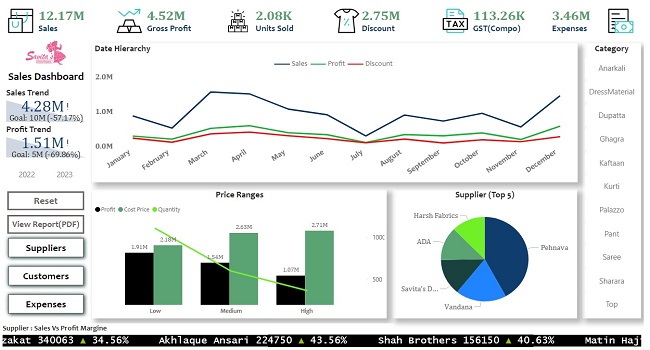 12.17M
Sales
4.52M
Gross Profit
2.08K
Units Sold
2.75M
Discount
TAX
113.26K
GST(Compo)
3.46M
Expenses
Savita's
Sales Dashboard
Sales Trend
4.28M!
Goal: 10M (-57.17%)
Profit Trend
1.51M!
Goal: 5M (-69.86%)
2022 2023
Reset
View Report(PDF)
Suppliers
Customers
Expenses
Date Hierarchy
Sales Profit Discount
2.0M
1.0M
0.0M
January February March April May June July August September October November December
Price Ranges
Profit Cost Price Quantity
1.91M 2.18M 1.54M 2.63M 1.07M 2.71M
500
Low Medium High
Supplier (Top 5)
Harsh Fabrics
ADA
Savita's D...
Vandana
Pehnava
Category
Anarkali
DressMaterial
Dupatta
Ghagra
Kaftaan
Kurti
Palazzo
Pant
Saree
Sharara
Top
Supplier : Sales Vs Profit Margine
zakat 340063 ▲ 34.56% Akhlaque Ansari 224750 ▲ 43.56% Shah Brothers 156150 ▲ 40.63% Matin Haj